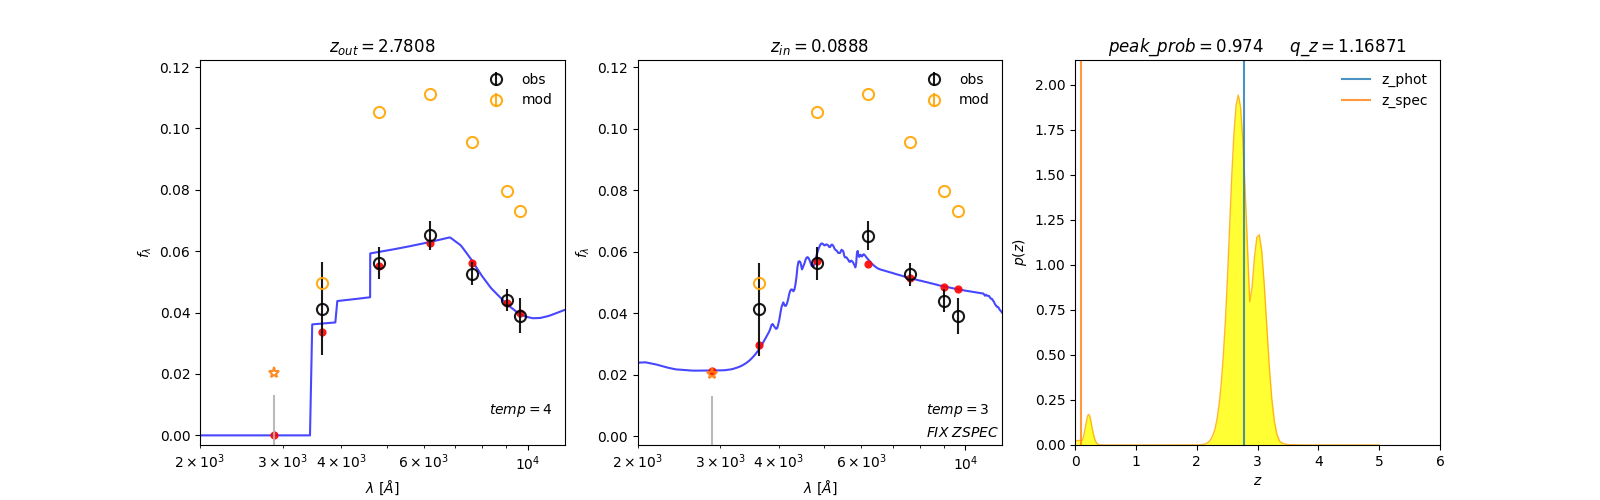 z_out = 2.7808
z_in = 0.0888
peak_prob = 0.974 q_z = 1.16871
0.12
0.10
0.08
0.06
0.04
0.02
0.00
f_λ
obs
mod
temp = 4
2 × 10³ 3 × 10³ 4 × 10³ 6 × 10³ 10⁴
λ [Å]
0.12
0.10
0.08
0.06
0.04
0.02
0.00
f_λ
obs
mod
temp = 3
FIX ZSPEC
2 × 10³ 3 × 10³ 4 × 10³ 6 × 10³ 10⁴
λ [Å]
2.00
1.75
1.50
1.25
1.00
0.75
0.50
0.25
0.00
p(z)
z_phot
z_spec
0 1 2 3 4 5 6
z